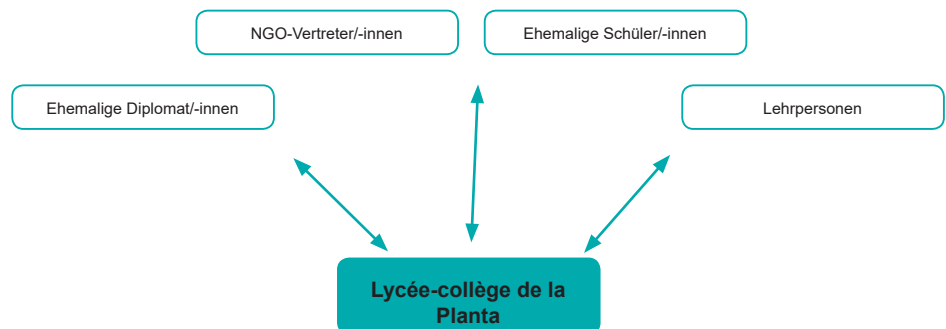 NGO-Vertreter/-innen
Ehemalige Schüler/-innen
Ehemalige Diplomat/-innen
Lehrpersonen
Lycée-collège de la
Planta